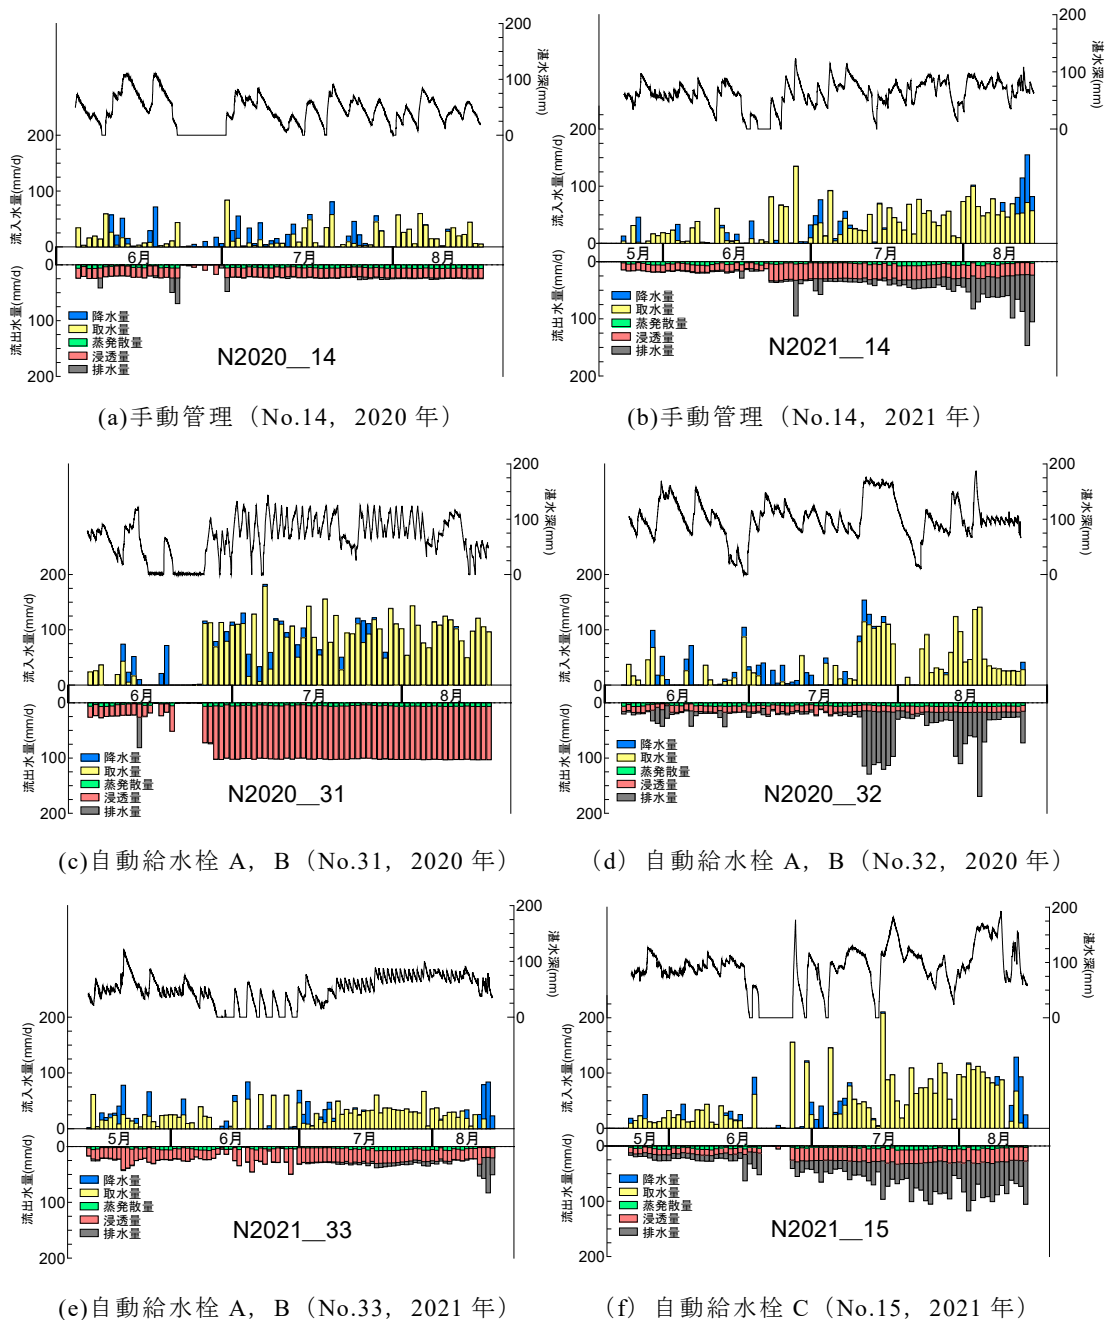 200
100
0
湛水深(mm)
200
100
0
流入水量(mm/d)
6月
7月
8月
0
100
200
流出水量(mm/d)
降水量
取水量
蒸発散量
浸透量
排水量
N2020__14
(a)手動管理（No.14，2020 年）
200
100
0
湛水深(mm)
200
100
0
流入水量(mm/d)
5月
6月
7月
8月
0
100
200
流出水量(mm/d)
降水量
取水量
蒸発散量
浸透量
排水量
N2021__14
(b)手動管理（No.14，2021 年）
200
100
0
湛水深(mm)
200
100
0
流入水量(mm/d)
6月
7月
8月
0
100
200
流出水量(mm/d)
降水量
取水量
蒸発散量
浸透量
排水量
N2020__31
(c)自動給水栓 A，B（No.31，2020 年）
200
100
0
湛水深(mm)
200
100
0
流入水量(mm/d)
6月
7月
8月
0
100
200
流出水量(mm/d)
降水量
取水量
蒸発散量
浸透量
排水量
N2020__32
（d）自動給水栓 A，B（No.32，2020 年）
200
100
0
湛水深(mm)
200
100
0
流入水量(mm/d)
5月
6月
7月
8月
0
100
200
流出水量(mm/d)
降水量
取水量
蒸発散量
浸透量
排水量
N2021__33
(e)自動給水栓 A，B（No.33，2021 年）
200
100
0
湛水深(mm)
200
100
0
流入水量(mm/d)
5月
6月
7月
8月
0
100
200
流出水量(mm/d)
降水量
取水量
蒸発散量
浸透量
排水量
N2021__15
（f）自動給水栓 C（No.15，2021 年）